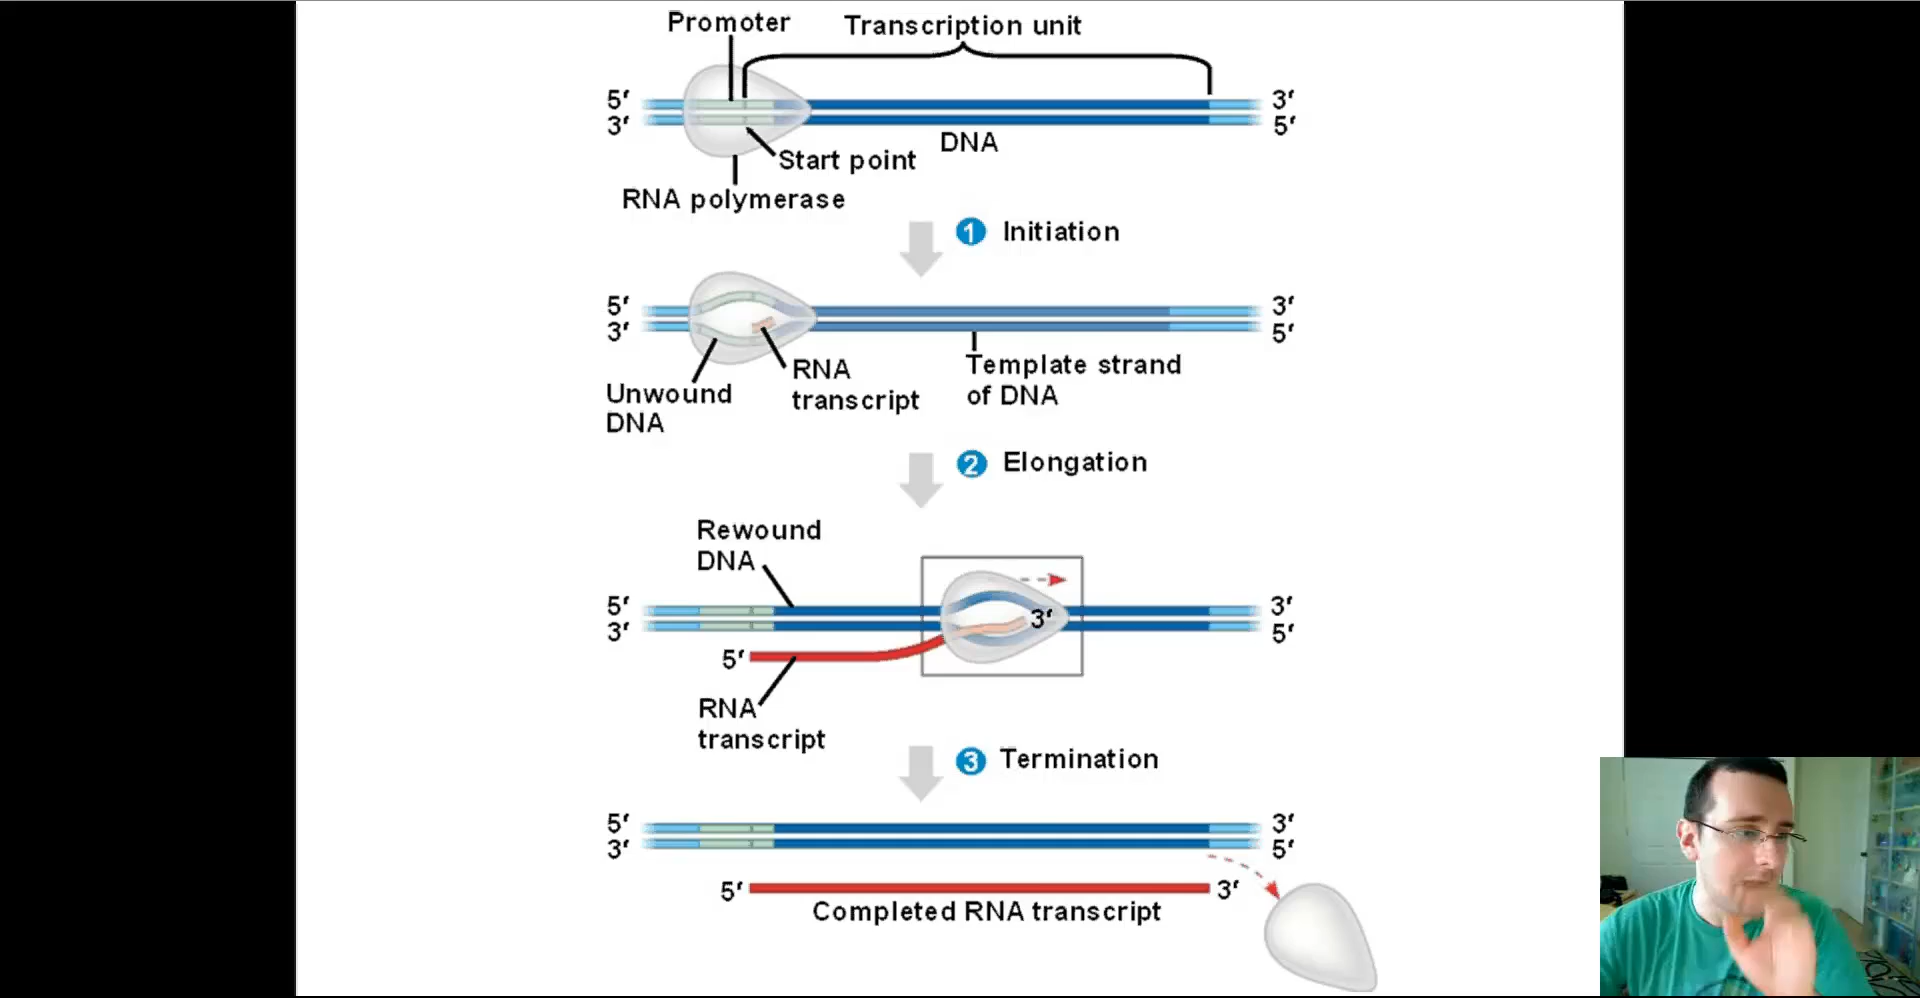 Promoter
Transcription unit
5′
3′
3′
5′
DNA
Start point
RNA polymerase
1 Initiation
5′
3′
3′
5′
RNA
transcript
Template strand
of DNA
Unwound
DNA
2 Elongation
Rewound
DNA
5′
3′
3′
3′
5′
5′
RNA
transcript
3 Termination
5′
3′
3′
5′
5′
3′
Completed RNA transcript